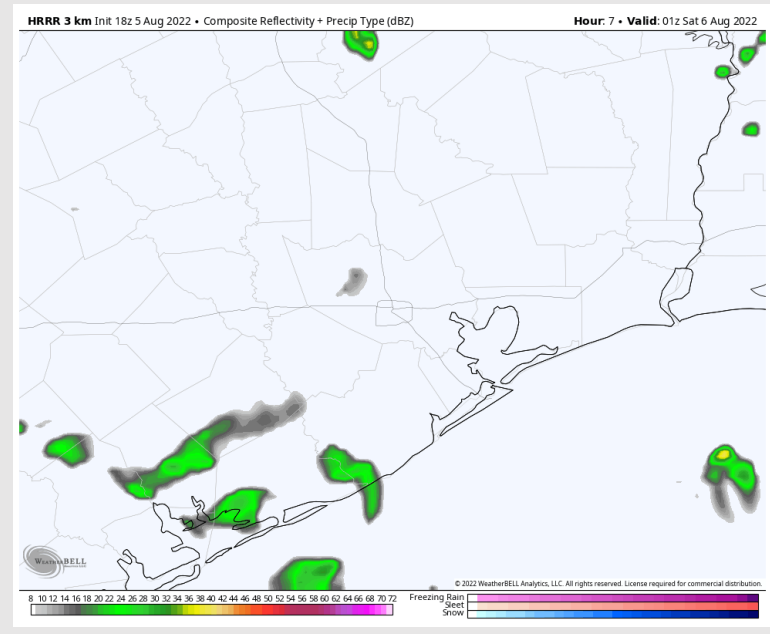 HRRR 3 km Init 18z 5 Aug 2022 • Composite Reflectivity + Precip Type (dBZ)
Hour: 7 • Valid: 01z Sat 6 Aug 2022
WEATHERBELL
© 2022 WeatherBELL Analytics, LLC. All rights reserved. License required for commercial distribution.
8 10 12 14 16 18 20 22 24 26 28 30 32 34 36 38 40 42 44 46 48 50 52 54 56 58 60 62 64 66 68 70 72
Freezing Rain
Sleet
Snow